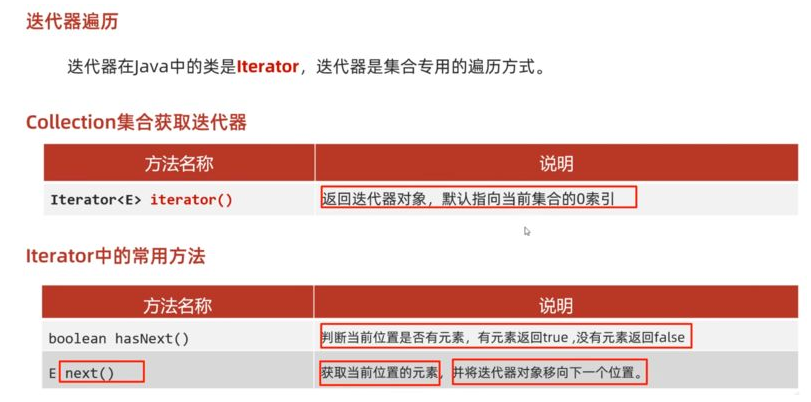 迭代器遍历
迭代器在Java中的类是Iterator，迭代器是集合专用的遍历方式。
Collection集合获取迭代器
方法名称 说明
Iterator<E> iterator() 返回迭代器对象，默认指向当前集合的0索引
Iterator中的常用方法
方法名称 说明
boolean hasNext() 判断当前位置是否有元素，有元素返回true ,没有元素返回false
E next() 获取当前位置的元素，并将迭代器对象移向下一个位置。